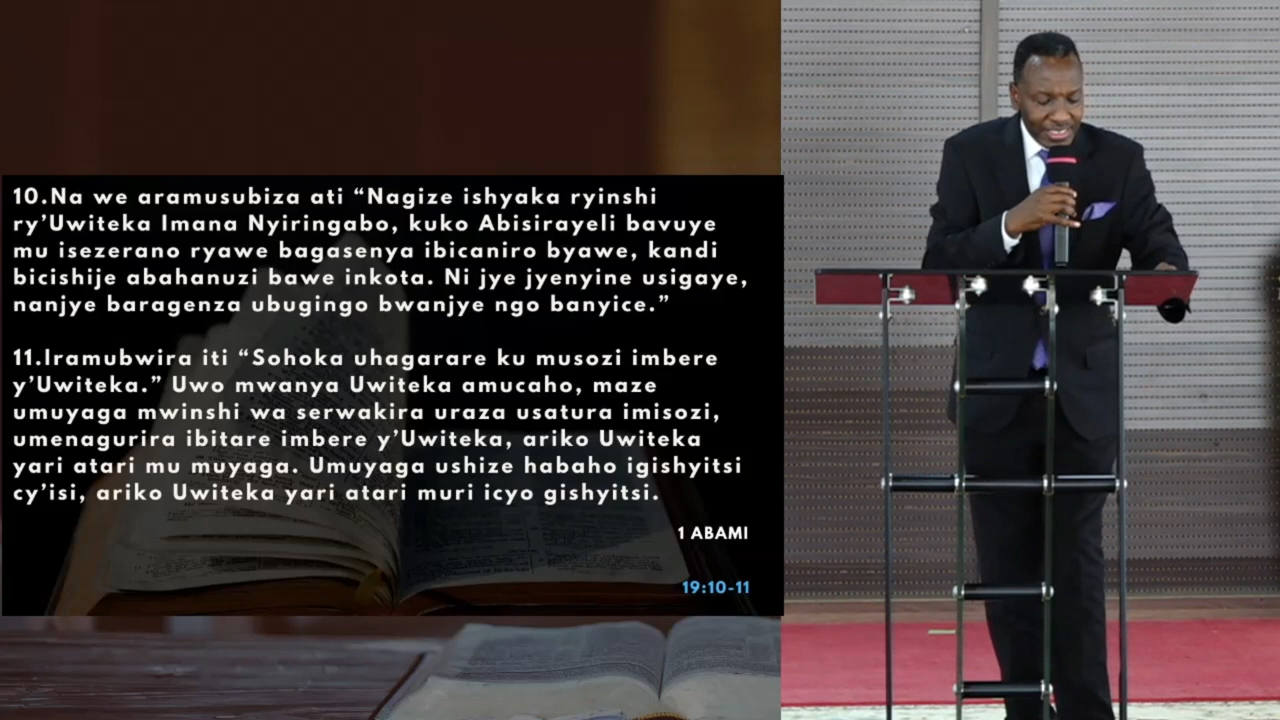 10.Na we aramusubiza ati “Nagize ishyaka ryinshi
ry’Uwiteka Imana Nyiringabo, kuko Abisirayeli bavuye
mu isezerano ryawe bagasenya ibicaniro byawe, kandi
bicishije abahanuzi bawe inkota. Ni jye jyenyine usigaye,
nanjye baragenza ubugingo bwanjye ngo banyice.”
11.Iramubwira iti “Sohoka uhagarare ku musozi imbere
y’Uwiteka.” Uwo mwanya Uwiteka amucaho, maze
umuyaga mwinshi wa serwakira uraza usatura imisozi,
umenagurira ibitare imbere y’Uwiteka, ariko Uwiteka
yari atari mu muyaga. Umuyaga ushize habaho igishyitsi
cy’isi, ariko Uwiteka yari atari muri icyo gishyitsi.
1 ABAMI
19:10-11